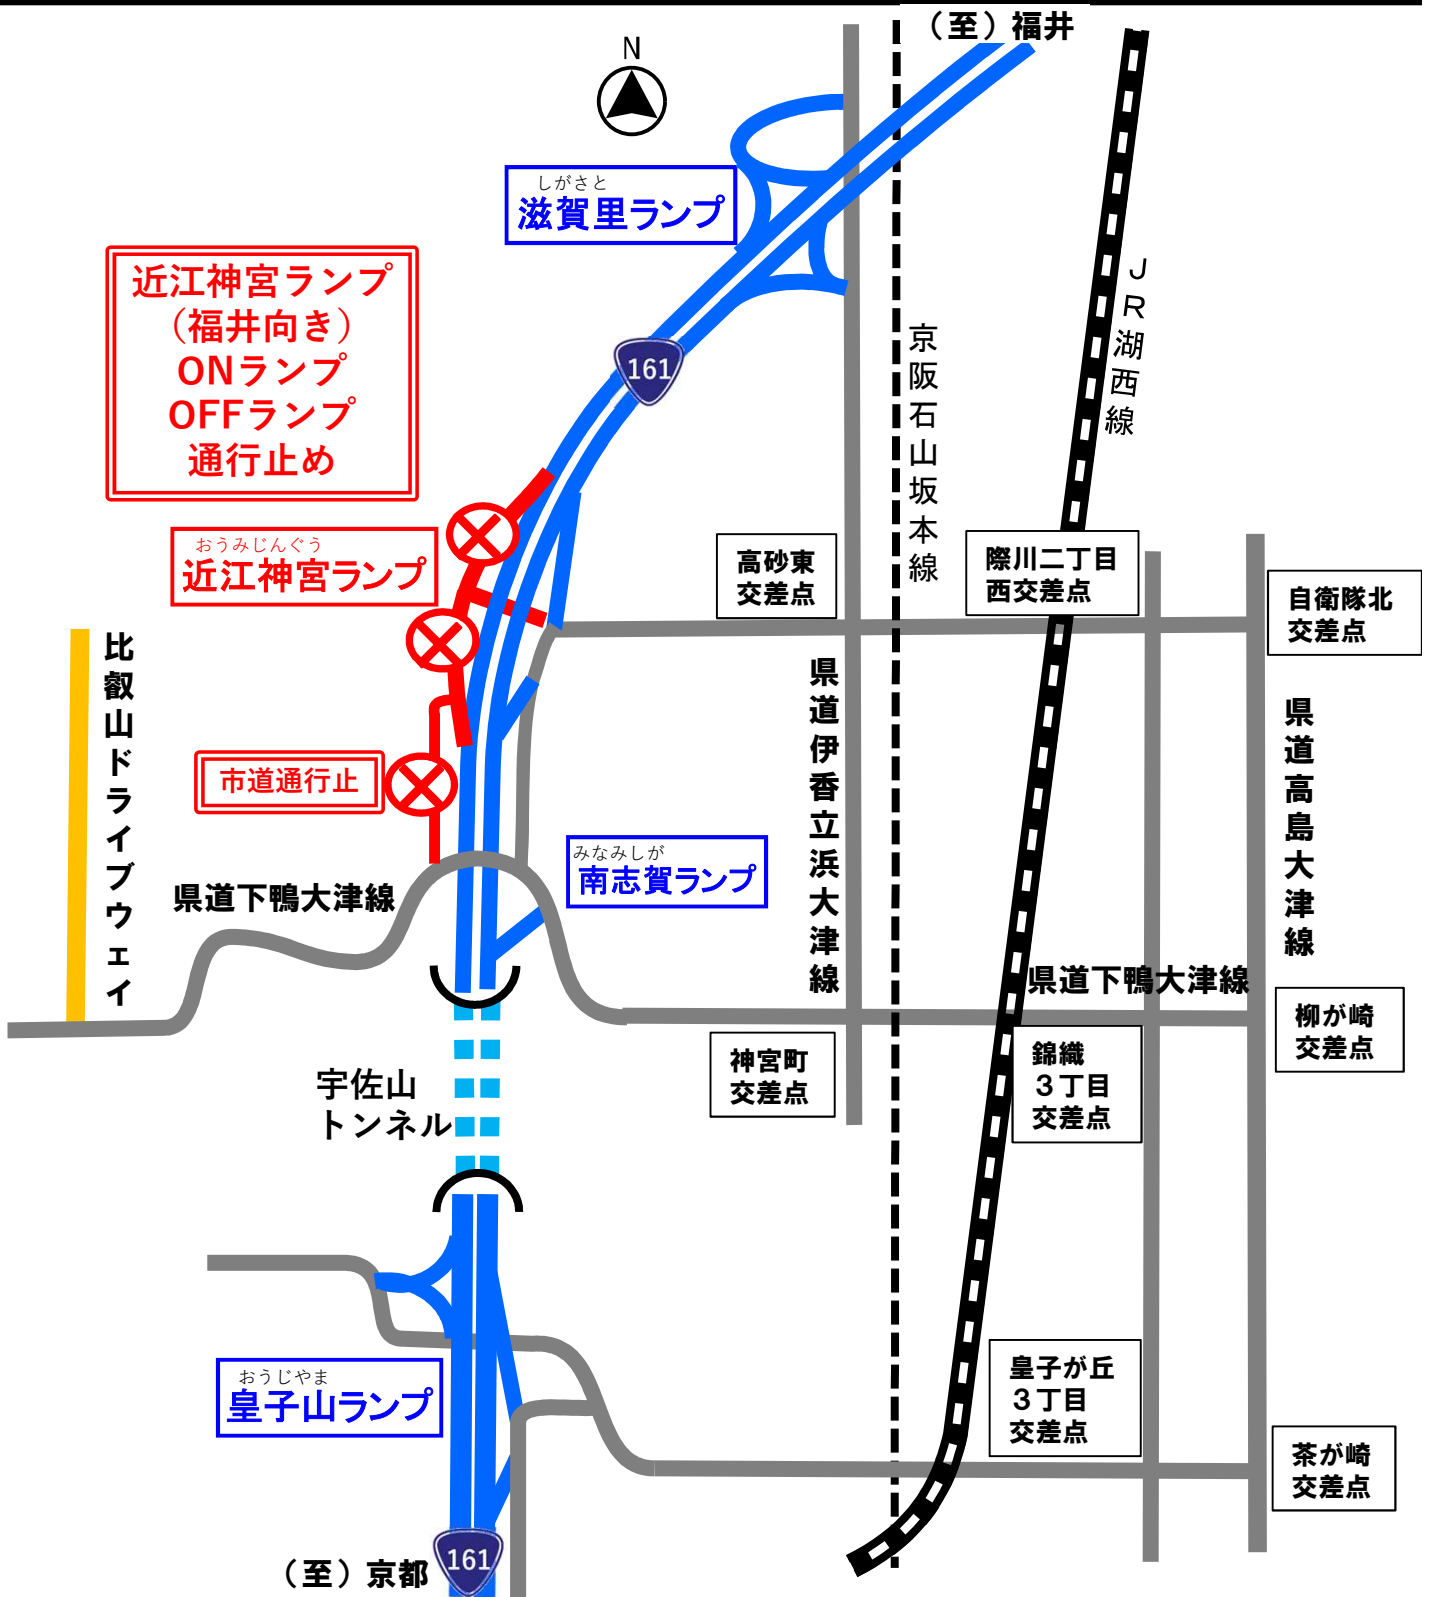 （至）福井
N
しがさと
滋賀里ランプ
近江神宮ランプ
（福井向き）
ONランプ
OFFランプ
通行止め
161
JR湖西線
京阪石山坂本線
おうみじんぐう
近江神宮ランプ
高砂東
交差点
際川二丁目
西交差点
自衛隊北
交差点
比叡山ドライブウェイ
県道伊香立浜大津線
県道高島大津線
市道通行止
みなみしが
南志賀ランプ
県道下鴨大津線
県道下鴨大津線
柳が崎
交差点
神宮町
交差点
錦織
３丁目
交差点
宇佐山
トンネル
おうじやま
皇子山ランプ
皇子が丘
３丁目
交差点
茶が崎
交差点
161
（至）京都